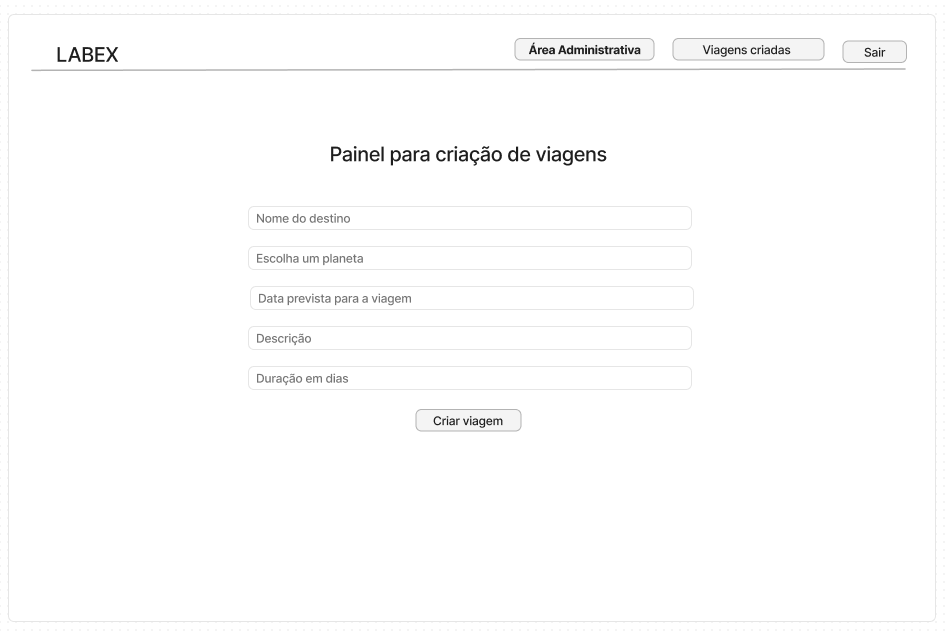 LABEX
Área Administrativa
Viagens criadas
Sair
Painel para criação de viagens
Nome do destino
Escolha um planeta
Data prevista para a viagem
Descrição
Duração em dias
Criar viagem